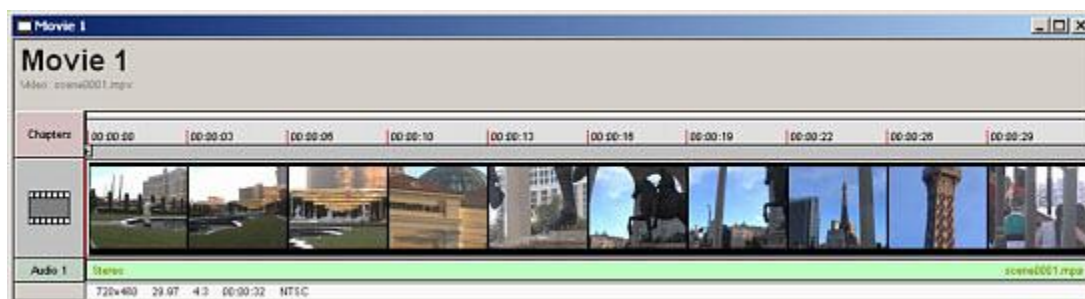 Movie 1
Movie 1
Video: scene0001.mpv
Chapters 00:00:00 00:00:03 00:00:06 00:00:10 00:00:13 00:00:16 00:00:19 00:00:22 00:00:26 00:00:29
Audio 1 Stereo scene0001.mpa
720x480 29.97 4:3 00:00:32 NTSC